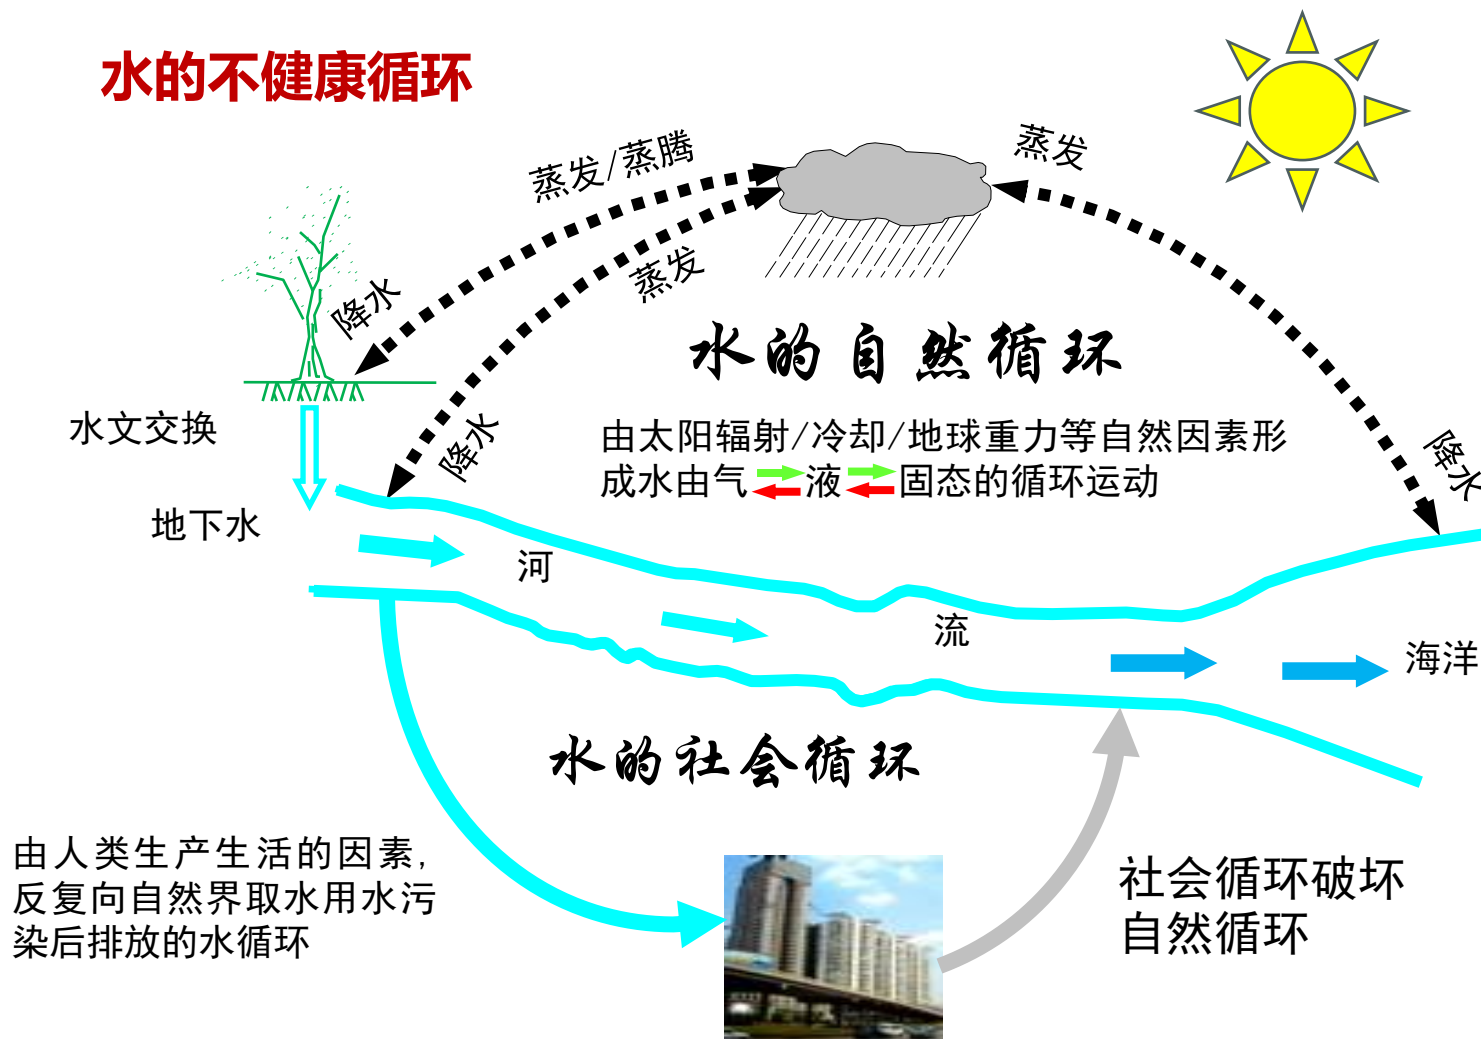 水的不健康循环
蒸发/蒸腾
蒸发
蒸发
降水
水的自然循环
水文交换
降水
由太阳辐射/冷却/地球重力等自然因素形
成水由气 液 固态的循环运动
降水
地下水
河
流
海洋
水的社会循环
由人类生产生活的因素,
反复向自然界取水用水污
染后排放的水循环
社会循环破坏
自然循环